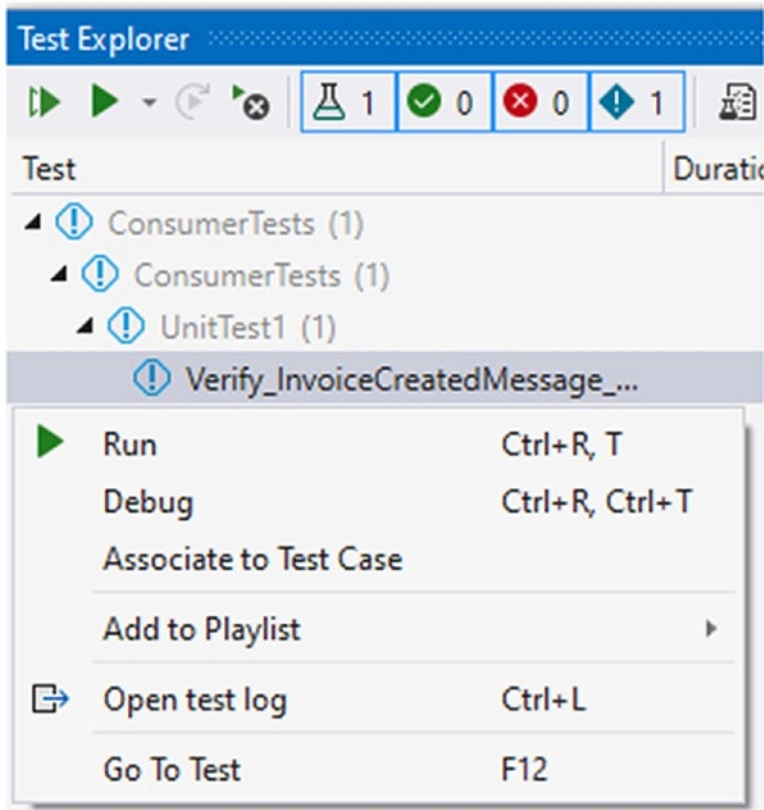 Test Explorer
1 0 0 1
Test Duratio
ConsumerTests (1)
ConsumerTests (1)
UnitTest1 (1)
Verify_InvoiceCreatedMessage_...
Run Ctrl+R, T
Debug Ctrl+R, Ctrl+T
Associate to Test Case
Add to Playlist
Open test log Ctrl+L
Go To Test F12